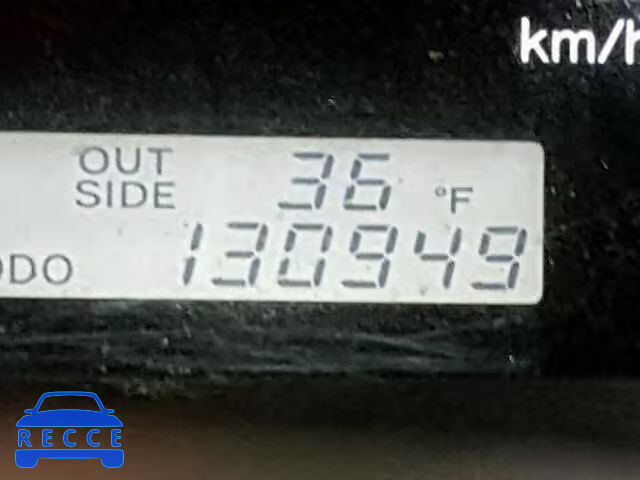 km/h
OUT SIDE 36 °F
ODO 130949
RECCE